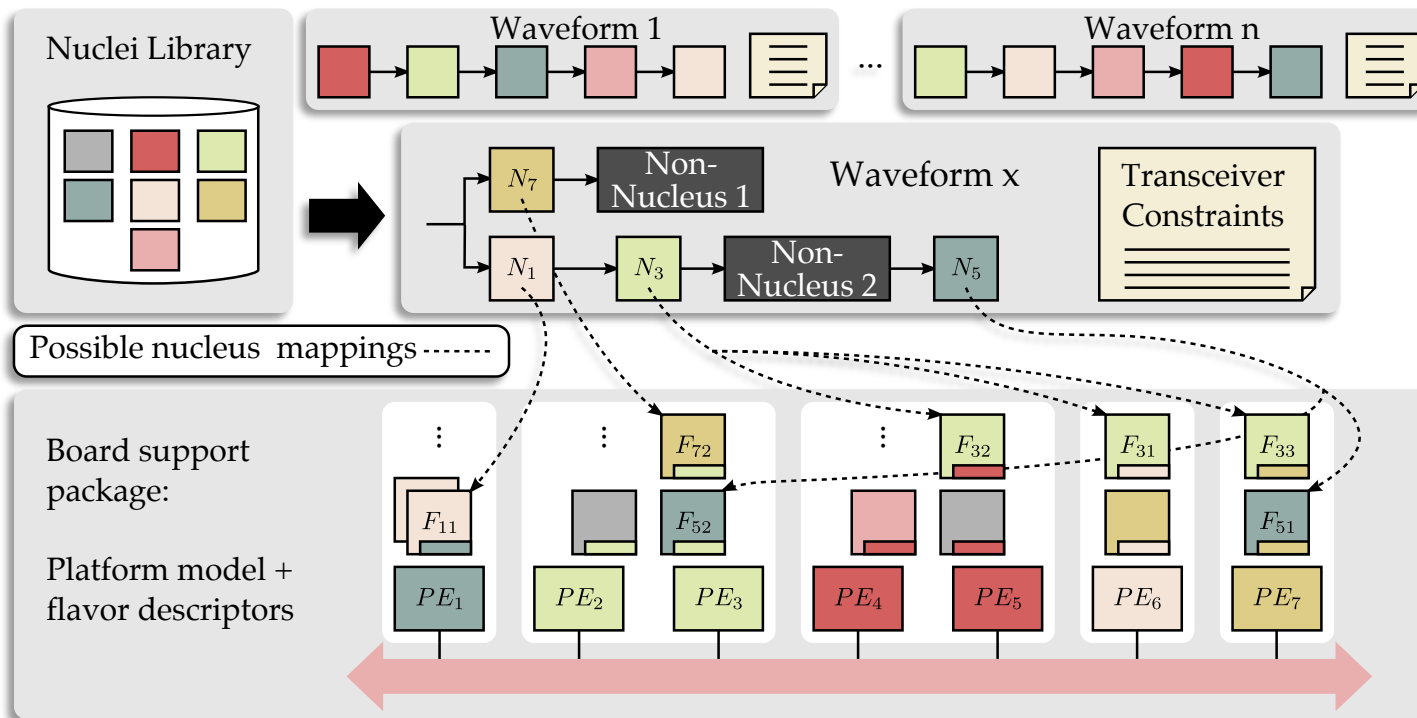 Nuclei Library
Waveform 1
...
Waveform n
N7
Non-
Nucleus 1
Waveform x
Transceiver
Constraints
N1
N3
Non-
Nucleus 2
N5
Possible nucleus mappings
Board support
package:
Platform model +
flavor descriptors
⋮
⋮
⋮
F72
F32
F31
F33
F11
F52
F51
PE1
PE2
PE3
PE4
PE5
PE6
PE7